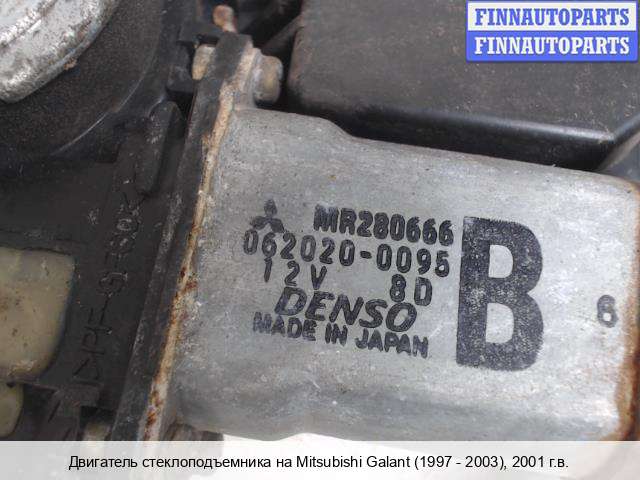 FINNAUTOPARTS
FINNAUTOPARTS
MR280666
062020-0095
12V 8D
DENSO
MADE IN JAPAN
B
6
Двигатель стеклоподъемника на Mitsubishi Galant (1997 - 2003), 2001 г.в.